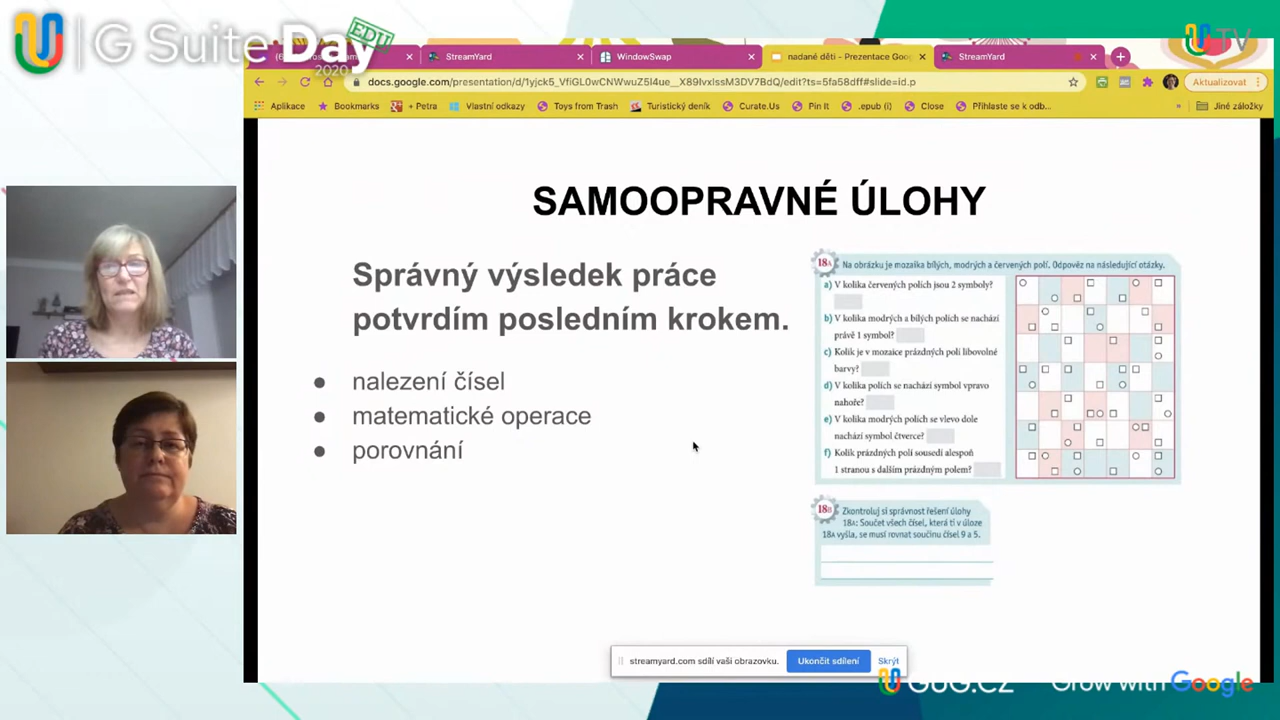 G Suite Day
EDU
2020
TV
StreamYard
WindowSwap
nadané děti - Prezentace Goo
StreamYard
docs.google.com/presentation/d/1yjck5_VfiGL0wCNWwuZ5I4ue__X89IvxIssM3DV7BdQ/edit?ts=5fa58dff#slide=id.p
Aktualizovat
Aplikace
Bookmarks
+ Petra
Vlastní odkazy
Toys from Trash
Turistický deník
Curate.Us
Pin It
.epub (i)
Close
Přihlaste se k odb...
Jiné záložky
SAMOOPRAVNÉ ÚLOHY
Správný výsledek práce
potvrdím posledním krokem.
● nalezení čísel
● matematické operace
● porovnání
18A Na obrázku je mozaika bílých, modrých a červených polí. Odpověz na následující otázky.
a) V kolika červených polích jsou 2 symboly?
b) V kolika modrých a bílých polích se nachází
právě 1 symbol?
c) Kolik je v mozaice prázdných polí libovolné
barvy?
d) V kolika polích se nachází symbol vpravo
nahoře?
e) V kolika modrých polích se vlevo dole
nachází symbol čtverce?
f) Kolik prázdných polí sousedí alespoň
1 stranou s dalším prázdným polem?
18B Zkontroluj si správnost řešení úlohy
18A: Součet všech čísel, která ti v úloze
18A vyšla, se musí rovnat součinu čísel 9 a 5.
streamyard.com sdílí vaši obrazovku.
Ukončit sdílení
Skrýt
GUG.CZ
Grow with Google